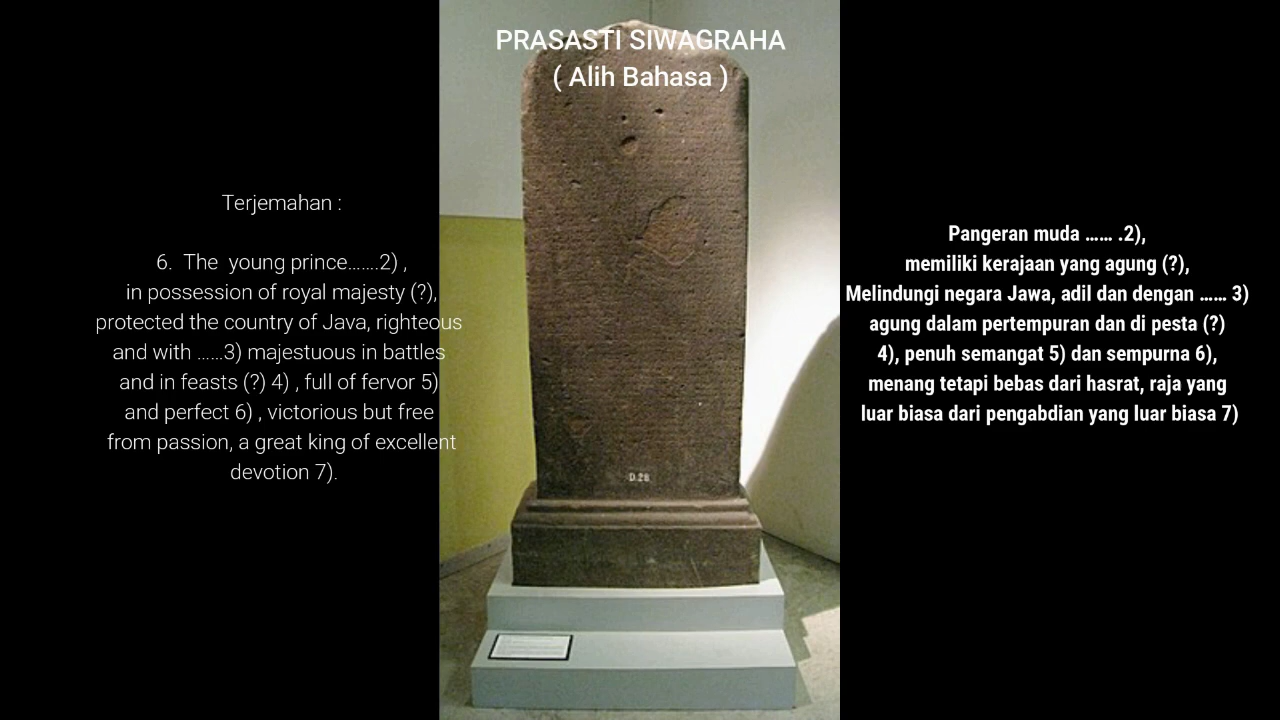 PRASASTI SIWAGRAHA
( Alih Bahasa )
Terjemahan :
6. The young prince.......2) ,
in possession of royal majesty (?),
protected the country of Java, righteous
and with ......3) majestuous in battles
and in feasts (?) 4) , full of fervor 5)
and perfect 6) , victorious but free
from passion, a great king of excellent
devotion 7).
Pangeran muda ...... .2),
memiliki kerajaan yang agung (?),
Melindungi negara Jawa, adil dan dengan ...... 3)
agung dalam pertempuran dan di pesta (?)
4), penuh semangat 5) dan sempurna 6),
menang tetapi bebas dari hasrat, raja yang
luar biasa dari pengabdian yang luar biasa 7)
D.28